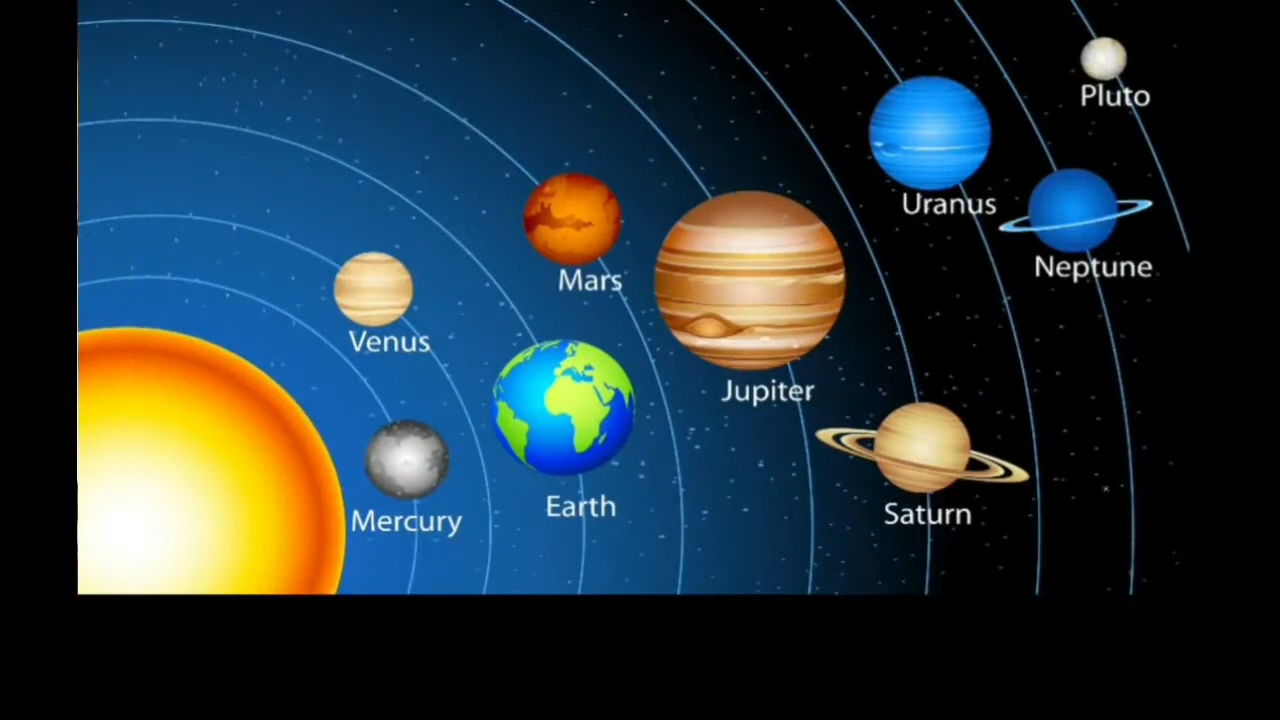 Pluto
Uranus
Neptune
Mars
Venus
Jupiter
Earth
Saturn
Mercury